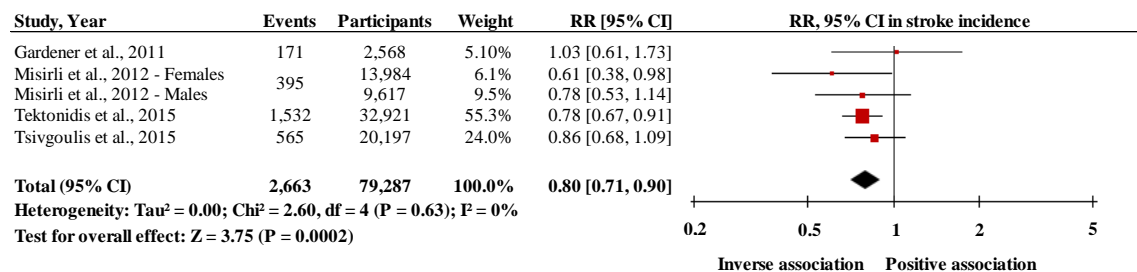 Study, Year Events Participants Weight RR [95% CI] RR, 95% CI in stroke incidence
Gardener et al., 2011 171 2,568 5.10% 1.03 [0.61, 1.73]
Misirli et al., 2012 - Females 395 13,984 6.1% 0.61 [0.38, 0.98]
Misirli et al., 2012 - Males 9,617 9.5% 0.78 [0.53, 1.14]
Tektonidis et al., 2015 1,532 32,921 55.3% 0.78 [0.67, 0.91]
Tsivgoulis et al., 2015 565 20,197 24.0% 0.86 [0.68, 1.09]
Total (95% CI) 2,663 79,287 100.0% 0.80 [0.71, 0.90]
Heterogeneity: Tau² = 0.00; Chi² = 2.60, df = 4 (P = 0.63); I² = 0%
Test for overall effect: Z = 3.75 (P = 0.0002)
0.2 0.5 1 2 5
Inverse association Positive association